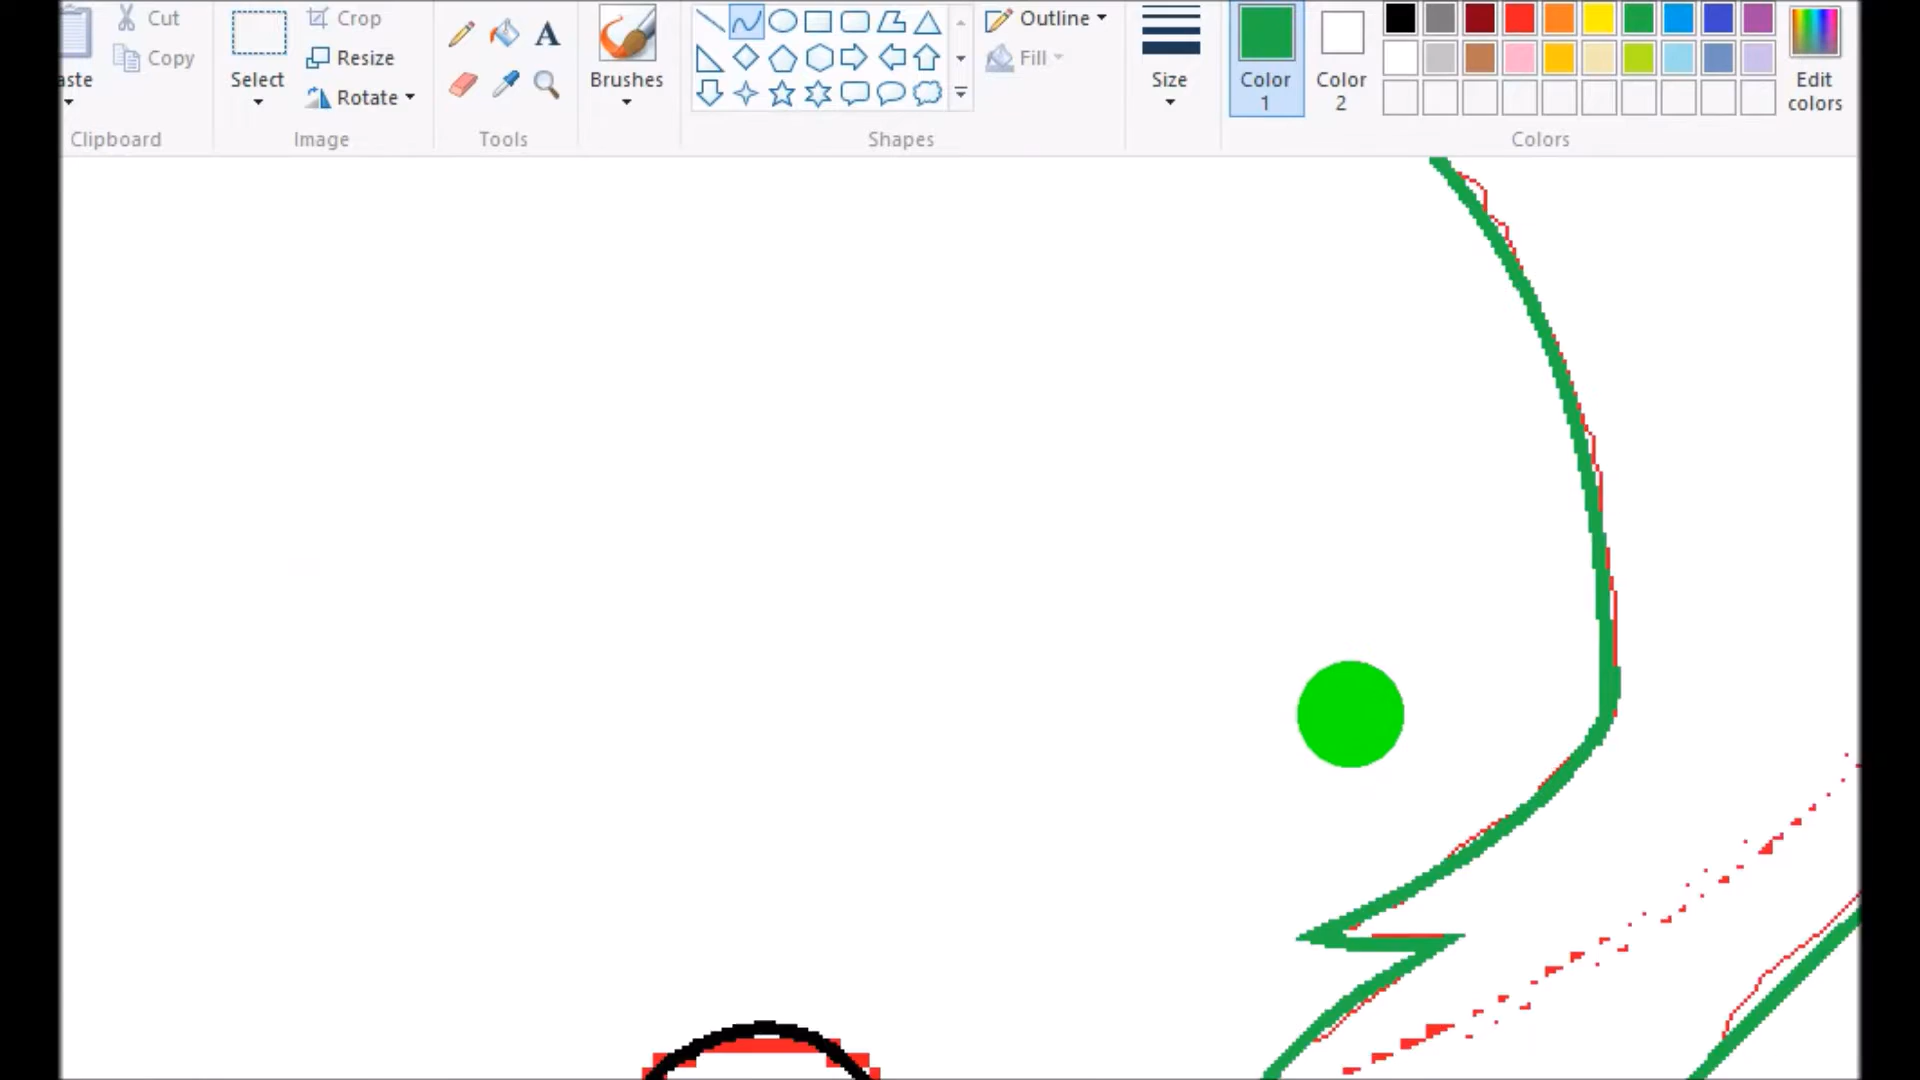 Cut
Copy
aste
Clipboard
Select
Crop
Resize
Rotate
Image
A
Tools
Brushes
Shapes
Outline
Fill
Size
Color
1
Color
2
Edit
colors
Colors